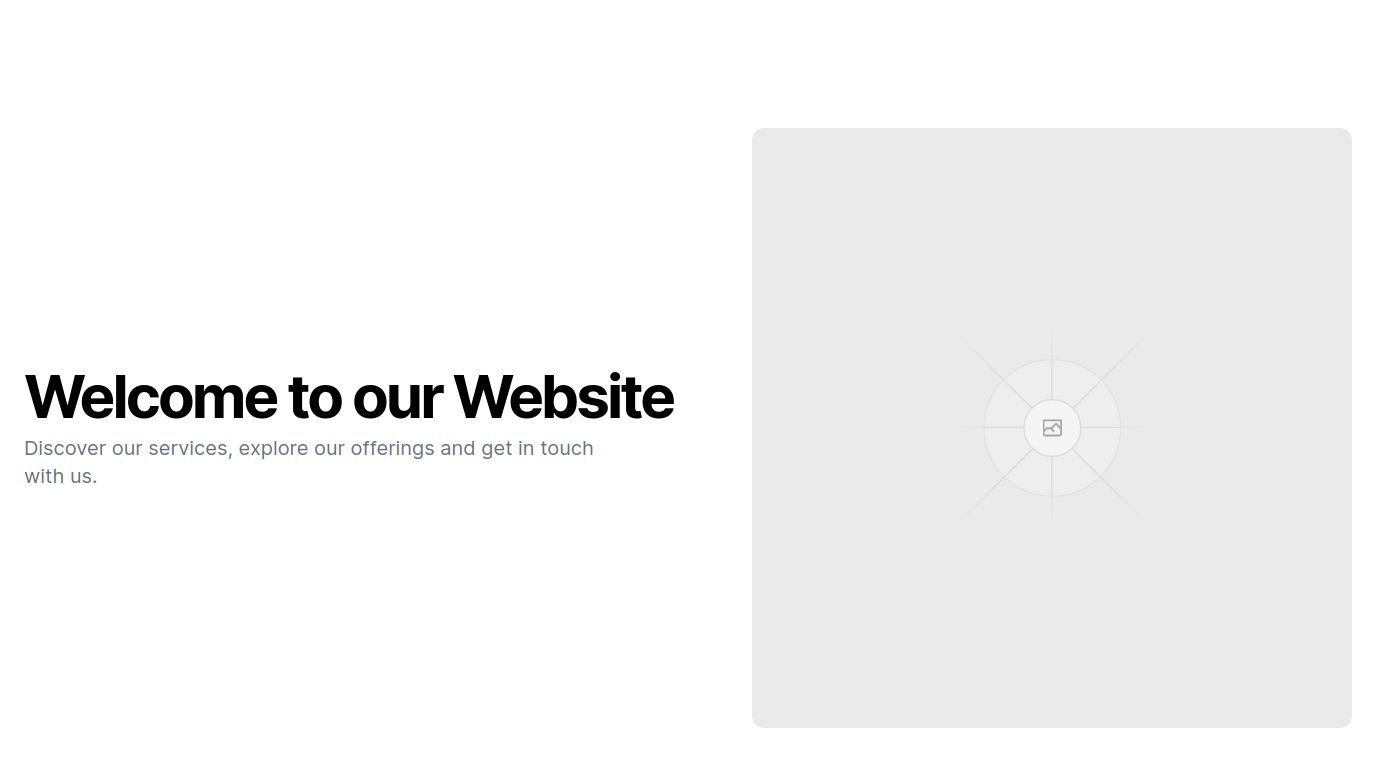 Welcome to our Website
Discover our services, explore our offerings and get in touch
with us.